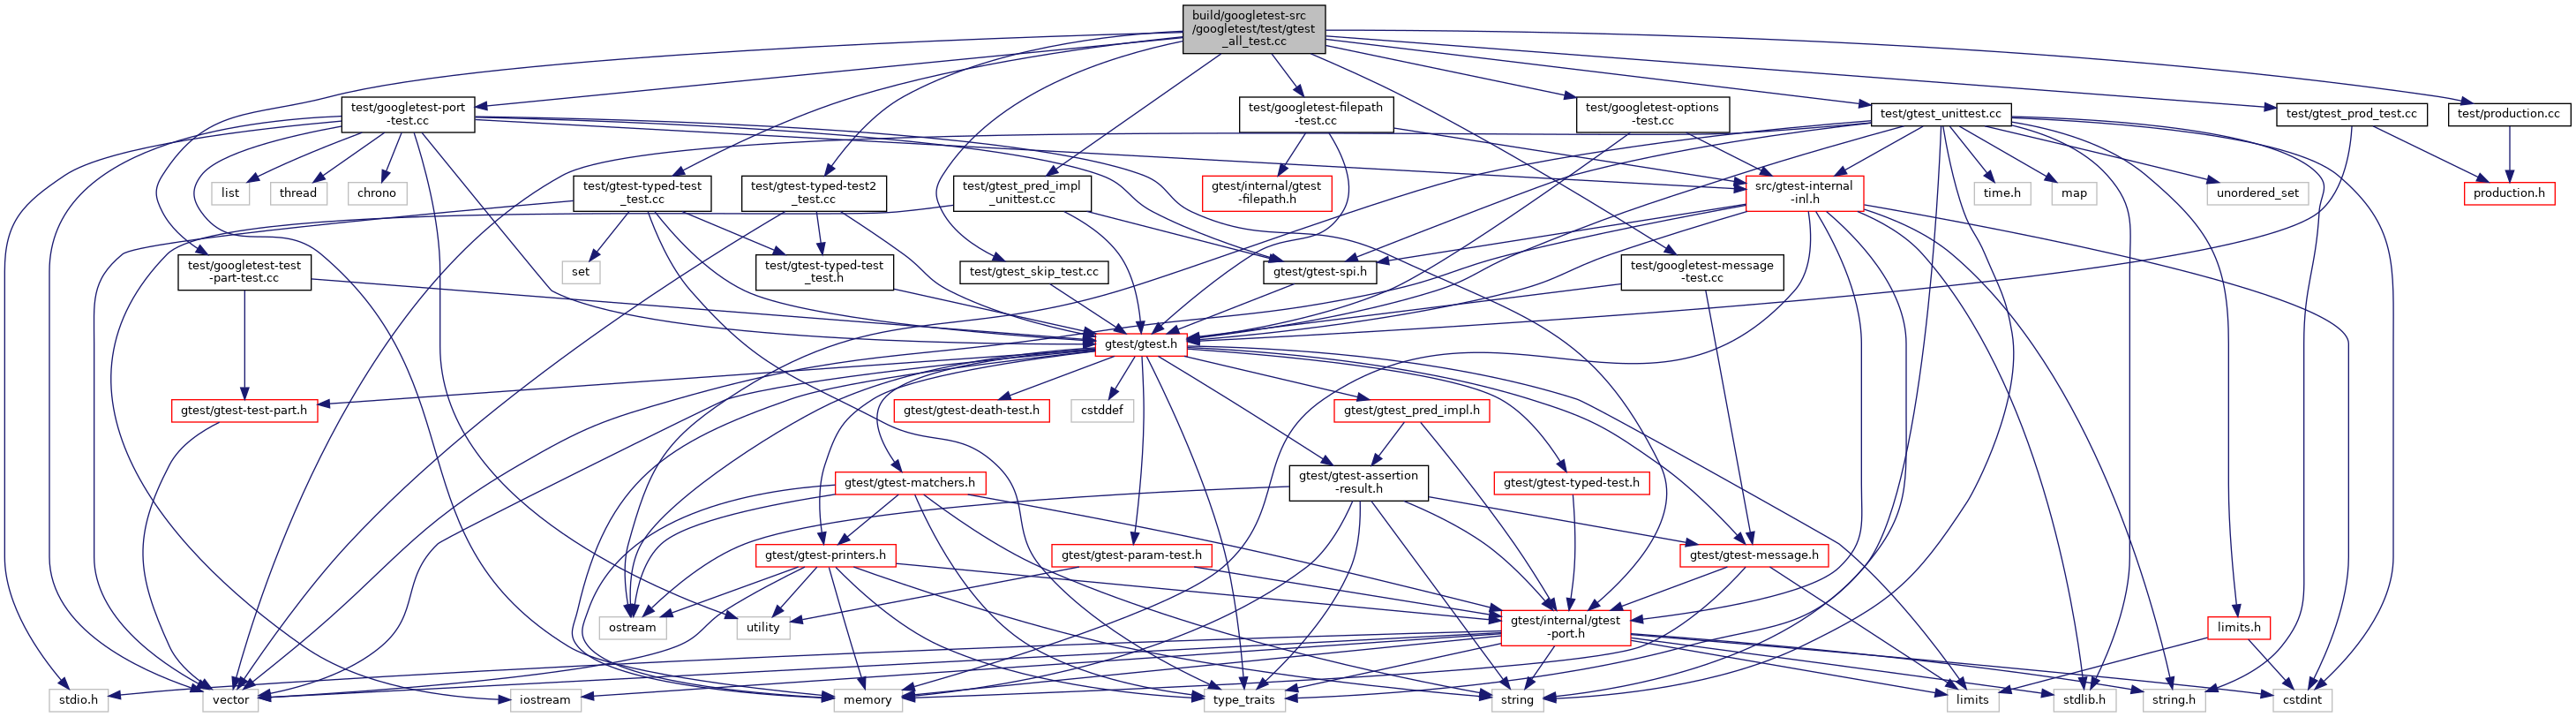 build/googletest-src
/googletest/test/gtest
_all_test.cc
test/googletest-port
-test.cc
test/googletest-filepath
-test.cc
test/googletest-options
-test.cc
test/gtest_unittest.cc
test/gtest_prod_test.cc
test/production.cc
list
thread
chrono
test/gtest-typed-test
_test.cc
test/gtest-typed-test2
_test.cc
test/gtest_pred_impl
_unittest.cc
gtest/internal/gtest
-filepath.h
src/gtest-internal
-inl.h
time.h
map
unordered_set
production.h
test/googletest-test
-part-test.cc
set
test/gtest-typed-test
_test.h
test/gtest_skip_test.cc
gtest/gtest-spi.h
test/googletest-message
-test.cc
gtest/gtest.h
gtest/gtest-test-part.h
gtest/gtest-death-test.h
cstddef
gtest/gtest_pred_impl.h
gtest/gtest-matchers.h
gtest/gtest-assertion
-result.h
gtest/gtest-typed-test.h
gtest/gtest-printers.h
gtest/gtest-param-test.h
gtest/gtest-message.h
ostream
utility
gtest/internal/gtest
-port.h
limits.h
stdio.h
vector
iostream
memory
type_traits
string
limits
stdlib.h
string.h
cstdint